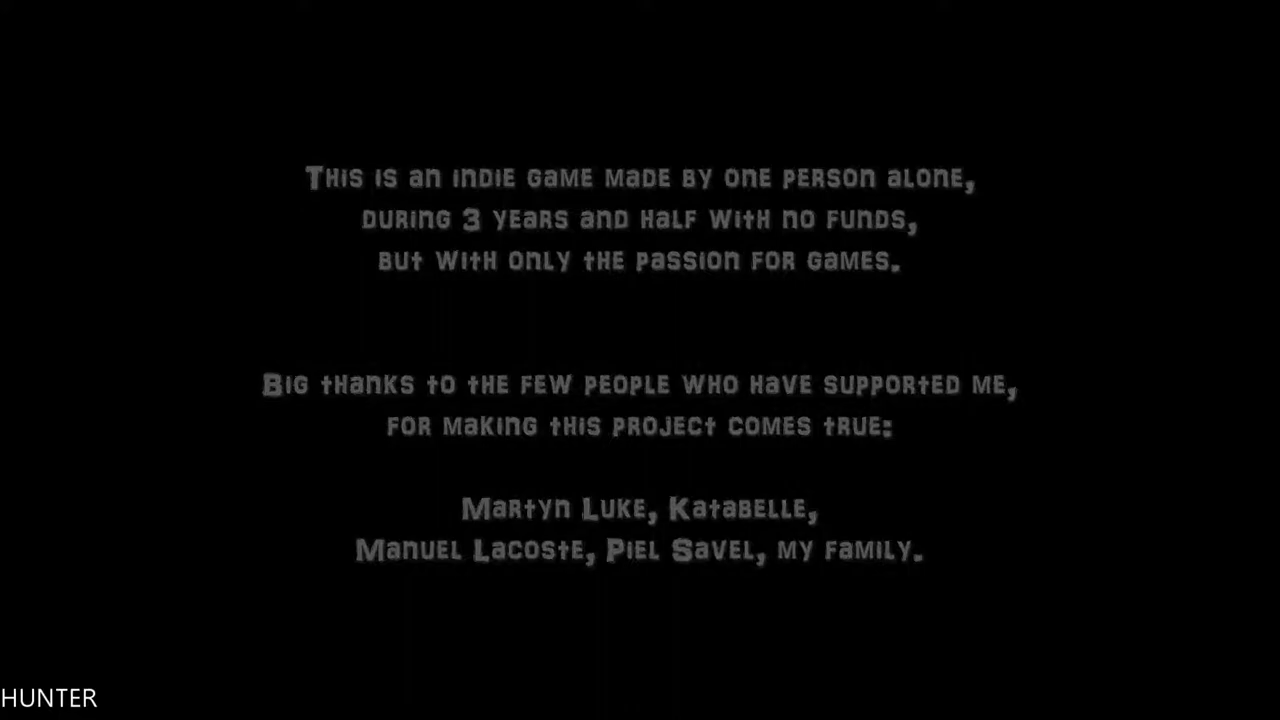 This is an indie game made by one person alone,
during 3 years and half with no funds,
but with only the passion for games.
Big thanks to the few people who have supported me,
for making this project comes true:
Martyn Luke, Katabelle,
Manuel Lacoste, Piel Savel, my family.
HUNTER